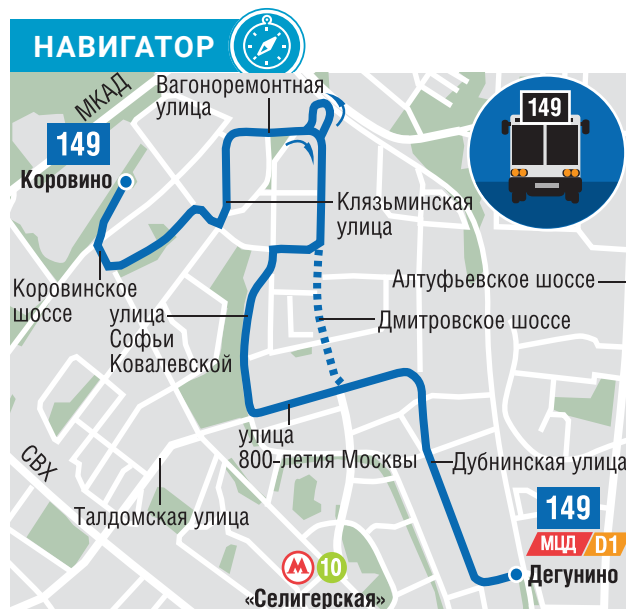 НАВИГАТОР
МКАД
Вагоноремонтная
улица
149
149
Коровино
Клязьминская
улица
Алтуфьевское шоссе
Коровинское
шоссе
улица
Софьи
Ковалевской
Дмитровское шоссе
улица
800-летия Москвы
Дубнинская улица
СВХ
Талдомская улица
149
МЦД D1
Дегунино
М 10
«Селигерская»